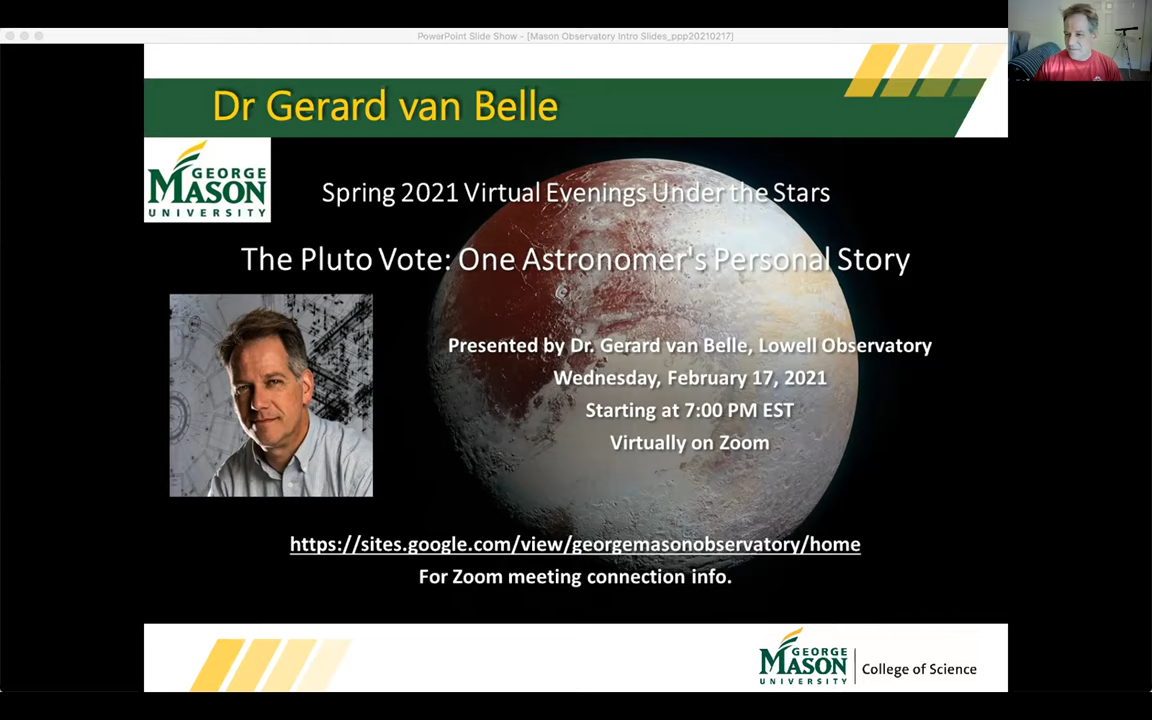 PowerPoint Slide Show - [Mason Observatory Intro Slides_ppp20210217]
Dr Gerard van Belle
GEORGE
MASON
UNIVERSITY
Spring 2021 Virtual Evenings Under the Stars
The Pluto Vote: One Astronomer's Personal Story
Presented by Dr. Gerard van Belle, Lowell Observatory
Wednesday, February 17, 2021
Starting at 7:00 PM EST
Virtually on Zoom
https://sites.google.com/view/georgemasonobservatory/home
For Zoom meeting connection info.
GEORGE
MASON
UNIVERSITY
College of Science